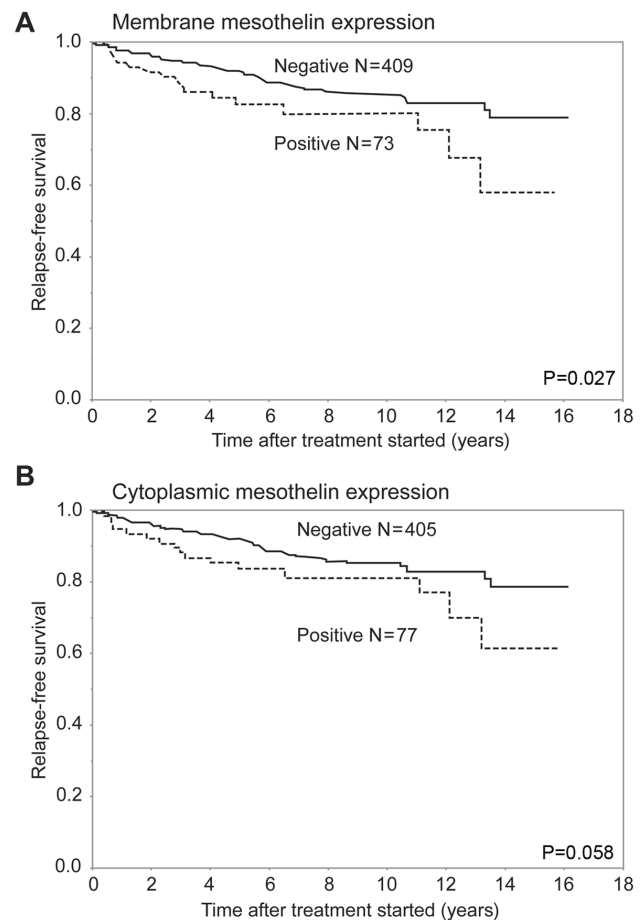 A
Membrane mesothelin expression
1.0
0.8
0.6
0.4
0.2
0.0
Relapse-free survival
Negative N=409
Positive N=73
P=0.027
0 2 4 6 8 10 12 14 16 18
Time after treatment started (years)
B
Cytoplasmic mesothelin expression
1.0
0.8
0.6
0.4
0.2
0.0
Relapse-free survival
Negative N=405
Positive N=77
P=0.058
0 2 4 6 8 10 12 14 16 18
Time after treatment started (years)